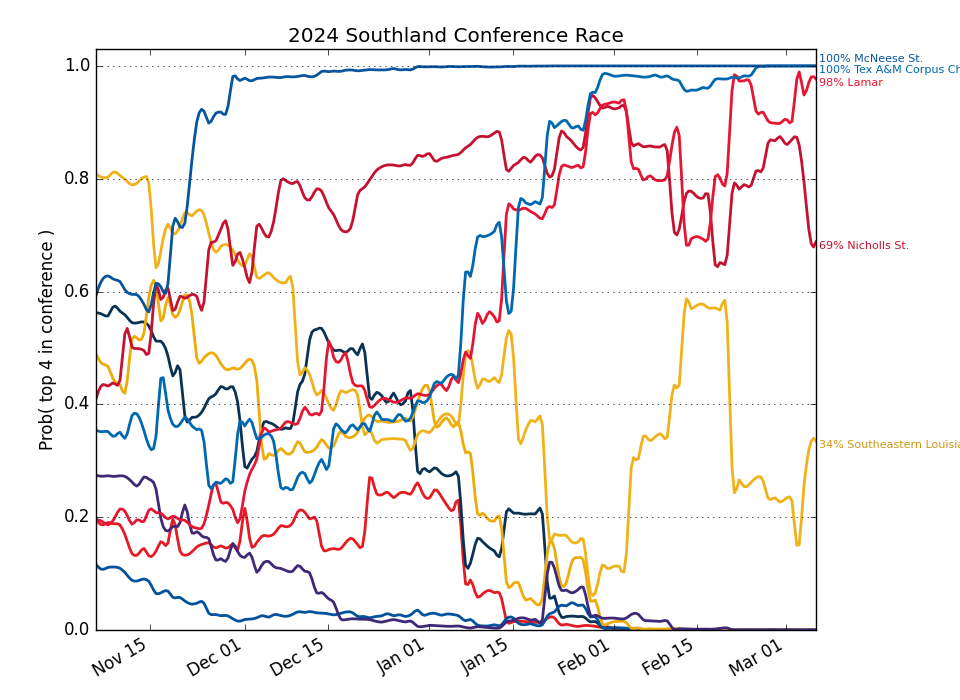 2024 Southland Conference Race
Prob( top 4 in conference )
1.0
0.8
0.6
0.4
0.2
0.0
Nov 15
Dec 01
Dec 15
Jan 01
Jan 15
Feb 01
Feb 15
Mar 01
100% McNeese St.
100% Tex A&M Corpus Ch
98% Lamar
69% Nicholls St.
34% Southeastern Louisia